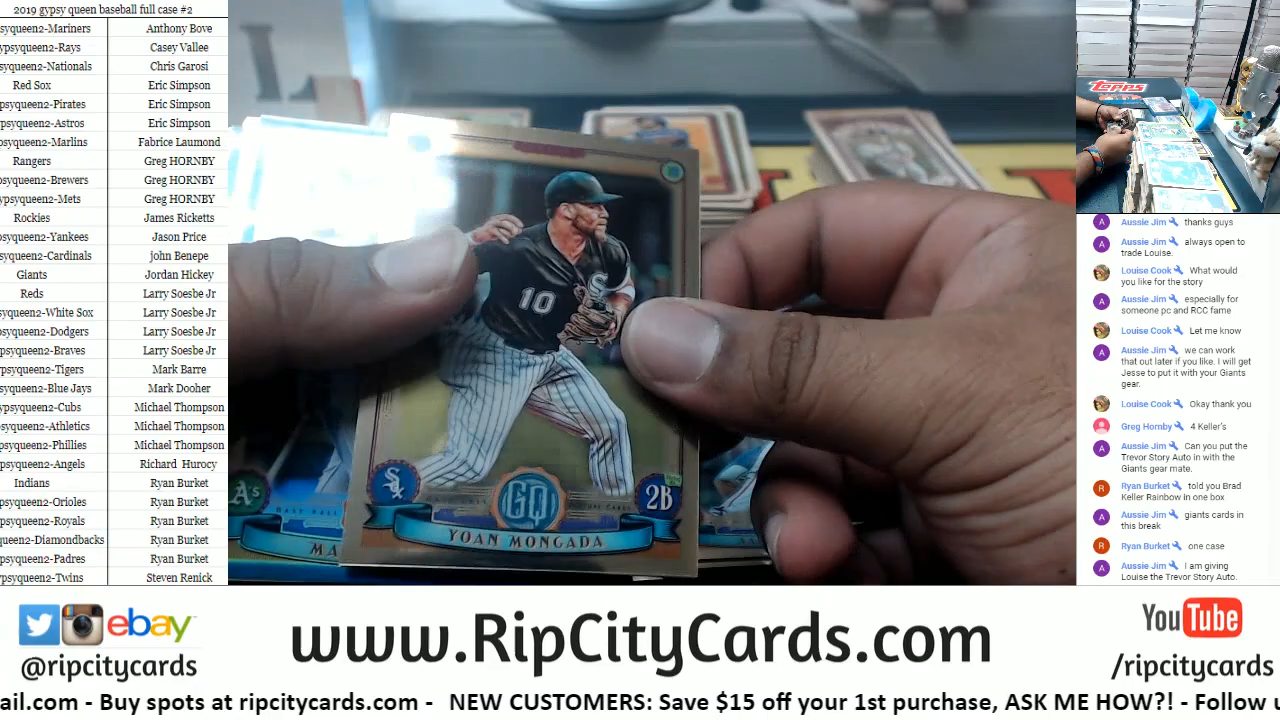 2019 gypsy queen baseball full case #2
syqueen2-Mariners Anthony Bove
ypsyqueen2-Rays Casey Vallee
ypsyqueen2-Nationals Chris Garosi
Red Sox Eric Simpson
ypsyqueen2-Pirates Eric Simpson
ypsyqueen2-Astros Eric Simpson
psyqueen2-Marlins Fabrice Laumond
Rangers Greg HORNBY
psyqueen2-Brewers Greg HORNBY
ypsyqueen2-Mets Greg HORNBY
Rockies James Ricketts
psyqueen2-Yankees Jason Price
syqueen2-Cardinals john Benepe
Giants Jordan Hickey
Reds Larry Soesbe Jr
syqueen2-White Sox Larry Soesbe Jr
psyqueen2-Dodgers Larry Soesbe Jr
psyqueen2-Braves Larry Soesbe Jr
psyqueen2-Tigers Mark Barre
psyqueen2-Blue Jays Mark Dooher
ypsyqueen2-Cubs Michael Thompson
psyqueen2-Athletics Michael Thompson
psyqueen2-Phillies Michael Thompson
psyqueen2-Angels Richard Hurocy
Indians Ryan Burket
psyqueen2-Orioles Ryan Burket
psyqueen2-Royals Ryan Burket
queen2-Diamondbacks Ryan Burket
psyqueen2-Padres Ryan Burket
psyqueen2-Twins Steven Renick
10
S
A's
GQ
2B
YOAN MONCADA
MA
Topps
A Aussie Jim thanks guys
A Aussie Jim always open to
trade Louise.
Louise Cook What would
you like for the story
A Aussie Jim especially for
someone pc and RCC fame
Louise Cook Let me know
A Aussie Jim we can work
that out later if you like. I will get
Jesse to put it with your Giants
gear.
Louise Cook Okay thank you
Greg Hornby 4 Keller's
A Aussie Jim Can you put the
Trevor Story Auto in with the
Giants gear mate.
R Ryan Burket told you Brad
Keller Rainbow in one box
A Aussie Jim giants cards in
this break
R Ryan Burket one case
A Aussie Jim I am giving
Louise the Trevor Story Auto.
ebay
@ripcitycards
www.RipCityCards.com
YouTube
/ripcitycards
ail.com - Buy spots at ripcitycards.com - NEW CUSTOMERS: Save $15 off your 1st purchase, ASK ME HOW?! - Follow u